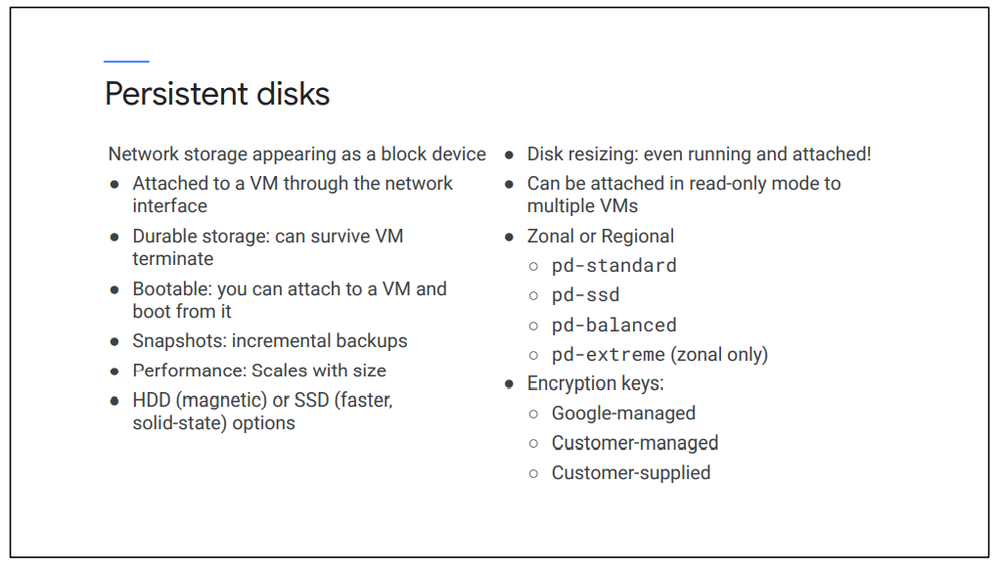 Persistent disks
Network storage appearing as a block device
● Attached to a VM through the network
interface
● Durable storage: can survive VM
terminate
● Bootable: you can attach to a VM and
boot from it
● Snapshots: incremental backups
● Performance: Scales with size
● HDD (magnetic) or SSD (faster,
solid-state) options
● Disk resizing: even running and attached!
● Can be attached in read-only mode to
multiple VMs
● Zonal or Regional
○ pd-standard
○ pd-ssd
○ pd-balanced
○ pd-extreme (zonal only)
● Encryption keys:
○ Google-managed
○ Customer-managed
○ Customer-supplied